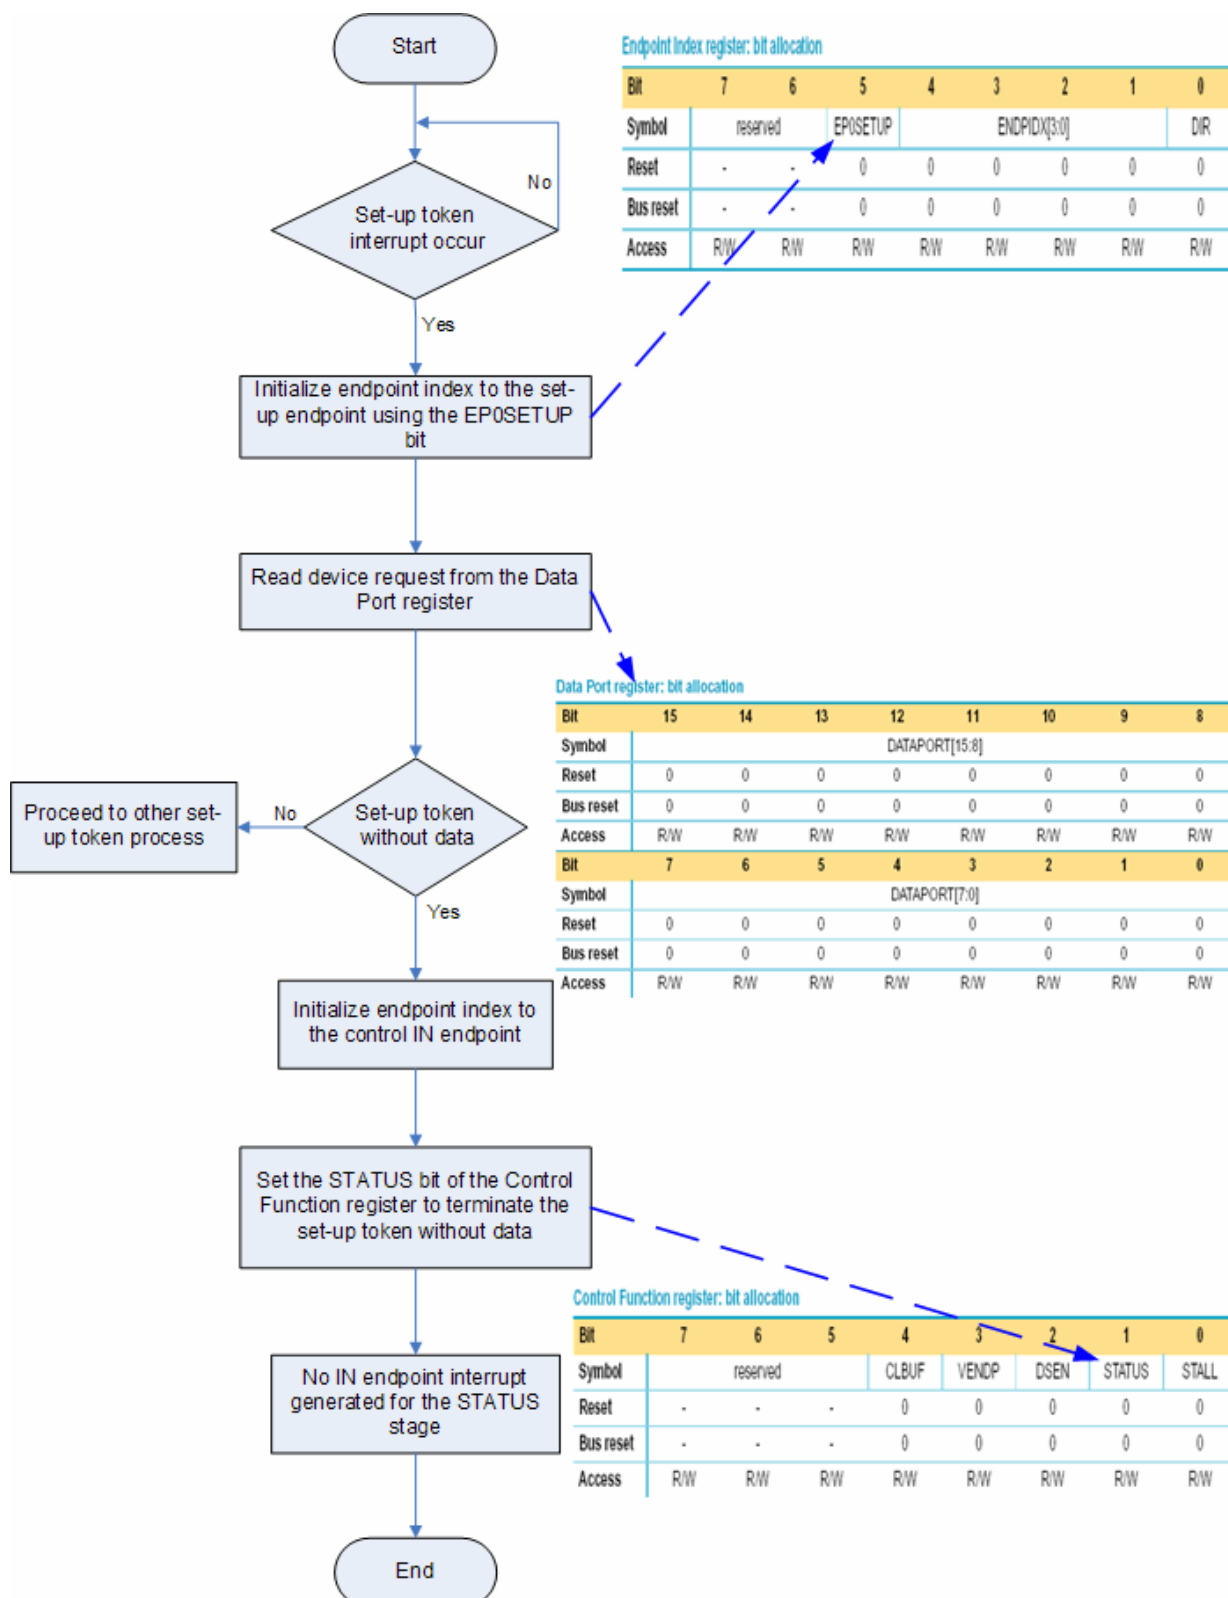 Start
Endpoint Index register: bit allocation
Bit 7 6 5 4 3 2 1 0
Symbol reserved EP0SETUP ENDPIDX[3:0] DIR
Reset - - 0 0 0 0 0 0
Bus reset - - 0 0 0 0 0 0
Access R/W R/W R/W R/W R/W R/W R/W R/W
No
Set-up token
interrupt occur
Yes
Initialize endpoint index to the set-
up endpoint using the EP0SETUP
bit
Read device request from the Data
Port register
Data Port register: bit allocation
Bit 15 14 13 12 11 10 9 8
Symbol DATAPORT[15:8]
Reset 0 0 0 0 0 0 0 0
Bus reset 0 0 0 0 0 0 0 0
Access R/W R/W R/W R/W R/W R/W R/W R/W
Bit 7 6 5 4 3 2 1 0
Symbol DATAPORT[7:0]
Reset 0 0 0 0 0 0 0 0
Bus reset 0 0 0 0 0 0 0 0
Access R/W R/W R/W R/W R/W R/W R/W R/W
Proceed to other set-
up token process
No
Set-up token
without data
Yes
Initialize endpoint index to
the control IN endpoint
Set the STATUS bit of the Control
Function register to terminate the
set-up token without data
Control Function register: bit allocation
Bit 7 6 5 4 3 2 1 0
Symbol reserved CLBUF VENDP DSEN STATUS STALL
Reset - - - 0 0 0 0 0
Bus reset - - - 0 0 0 0 0
Access R/W R/W R/W R/W R/W R/W R/W R/W
No IN endpoint interrupt
generated for the STATUS
stage
End